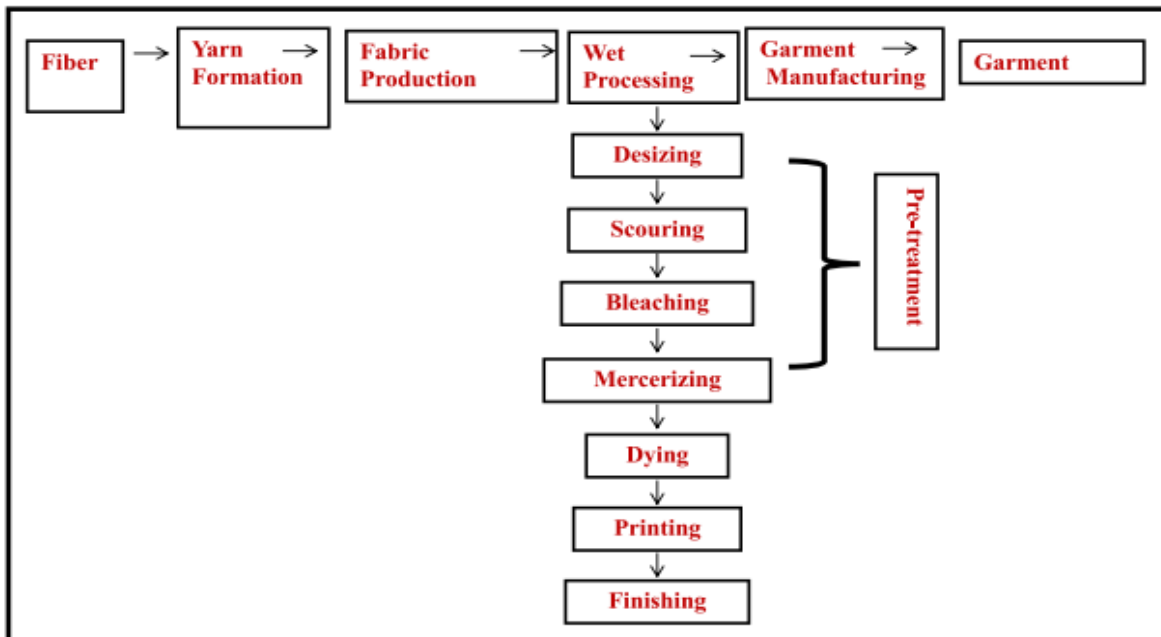 Fiber
Yarn
Formation
Fabric
Production
Wet
Processing
Garment
Manufacturing
Garment
Desizing
Scouring
Bleaching
Mercerizing
Dying
Printing
Finishing
Pre-treatment